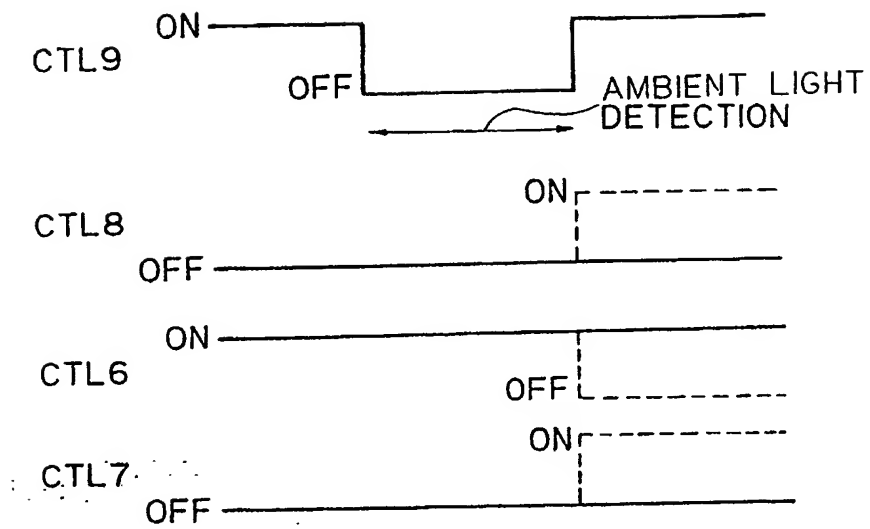 ON
CTL9
OFF
AMBIENT LIGHT
DETECTION
ON
CTL8
OFF
ON
CTL6
OFF
ON
CTL7
OFF